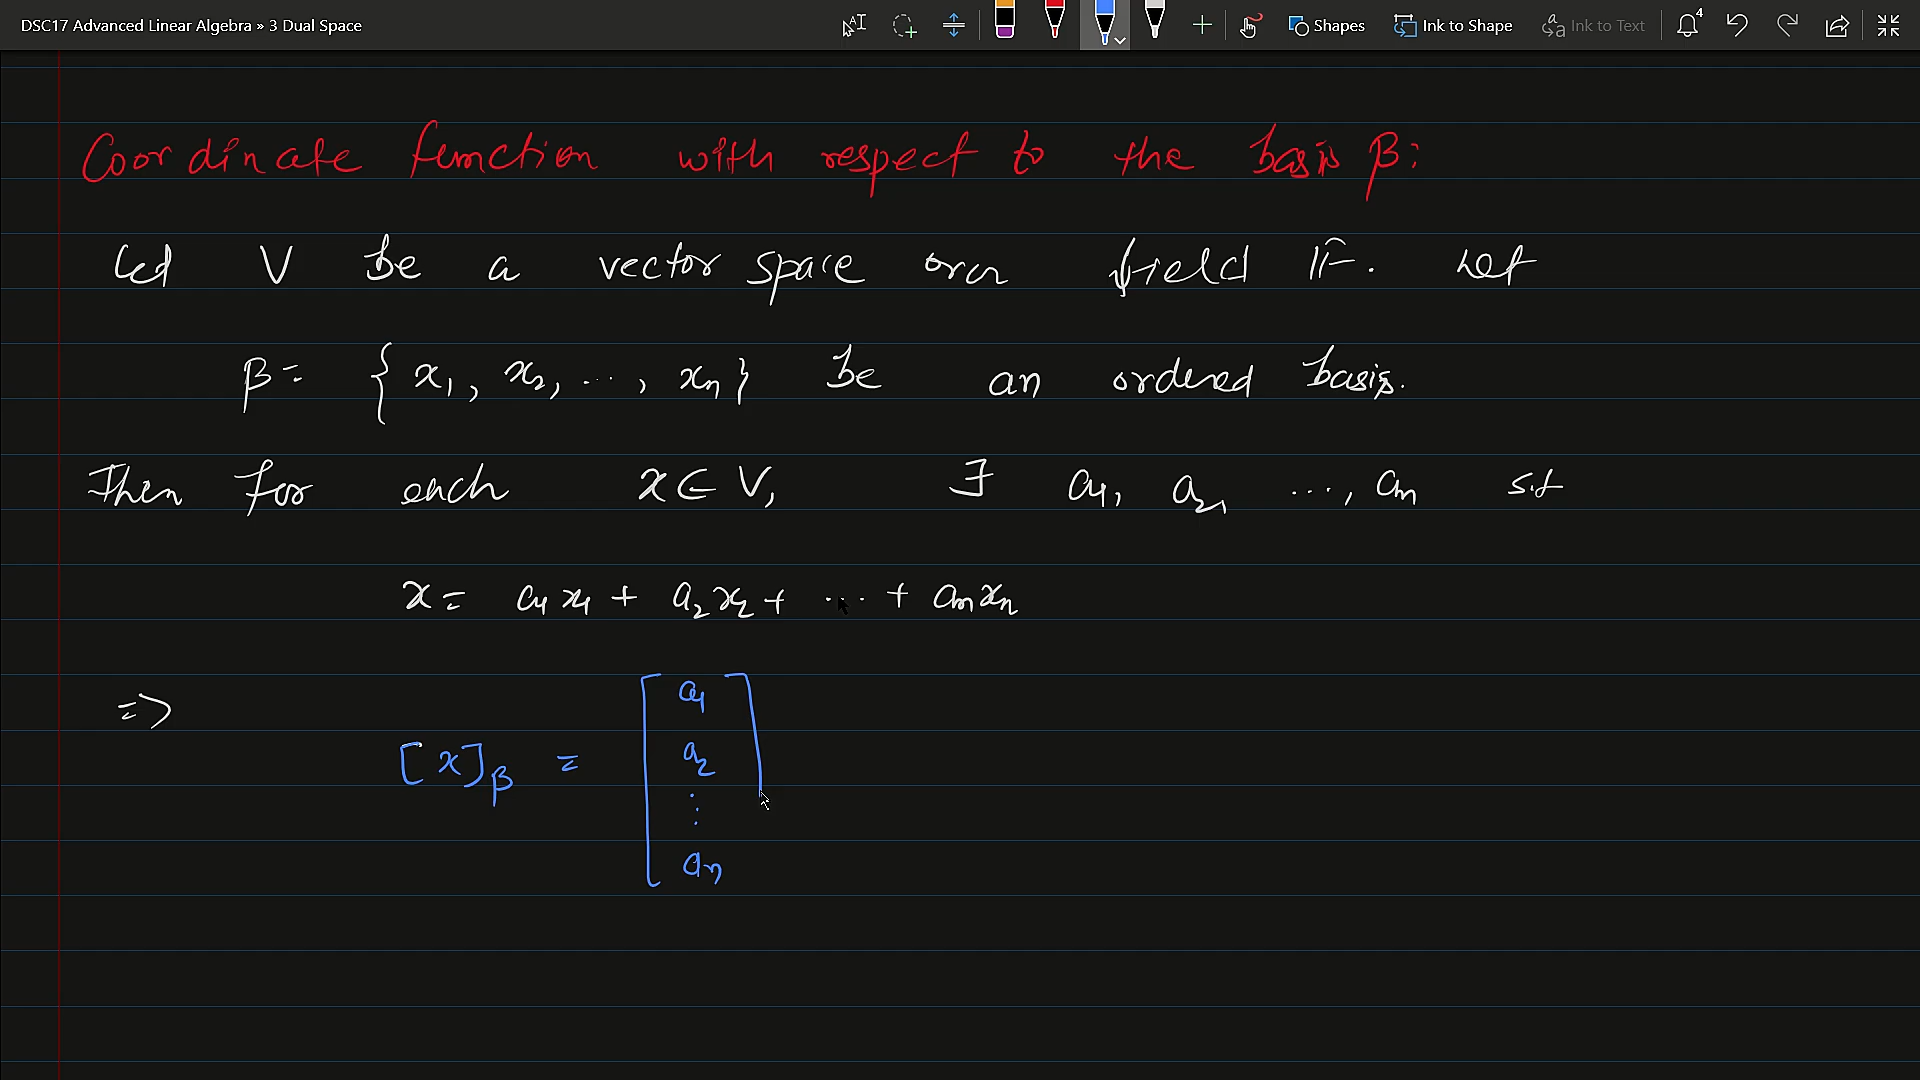 DSC17 Advanced Linear Algebra » 3 Dual Space
Shapes
Ink to Shape
Ink to Text
4
Coordinate function with respect to the basis β:
Let V be a vector space over field F. Let
β = {x₁, x₂, ..., xₙ} be an ordered basis.
Then for each x ∈ V, ∃ a₁, a₂, ..., aₙ s.t
x = a₁x₁ + a₂x₂ + ... + aₙxₙ
=>
[x]β = [a₁
a₂
⋮
aₙ]